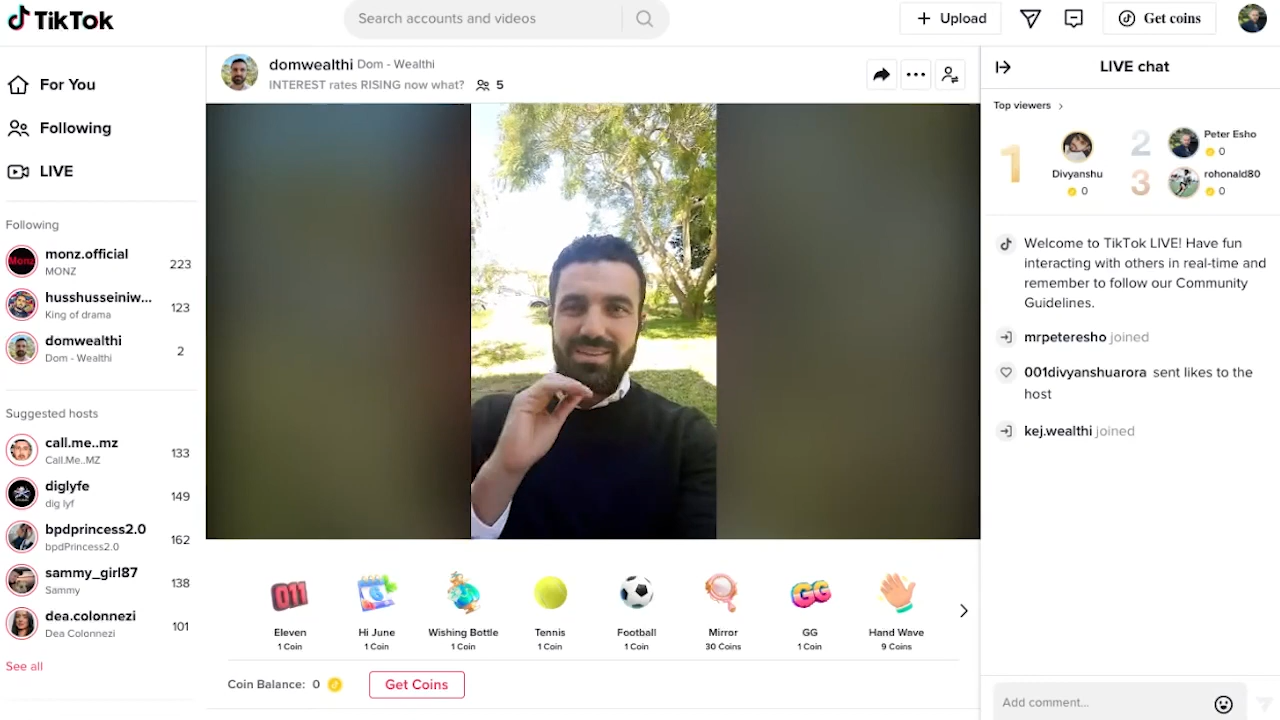 TikTok
Search accounts and videos
Upload
Get coins
For You
Following
LIVE
Following
monz.official
MONZ
223
husshusseiniw...
King of drama
123
domwealthi
Dom - Wealthi
2
Suggested hosts
call.me..mz
Call.Me..MZ
133
diglyfe
dig lyf
149
bpdprincess2.0
bpdPrincess2.0
162
sammy_girl87
Sammy
138
dea.colonnezi
Dea Colonnezi
101
See all
domwealthi Dom - Wealthi
INTEREST rates RISING now what? 5
Monz
011
6
GG
Eleven
1 Coin
Hi June
1 Coin
Wishing Bottle
1 Coin
Tennis
1 Coin
Football
1 Coin
Mirror
30 Coins
GG
1 Coin
Hand Wave
9 Coins
Coin Balance: 0
Get Coins
LIVE chat
Top viewers
1
Divyanshu
0
2
Peter Esho
0
3
rohonald80
0
Welcome to TikTok LIVE! Have fun
interacting with others in real-time and
remember to follow our Community
Guidelines.
mrpeteresho joined
001divyanshuarora sent likes to the
host
kej.wealthi joined
Add comment...